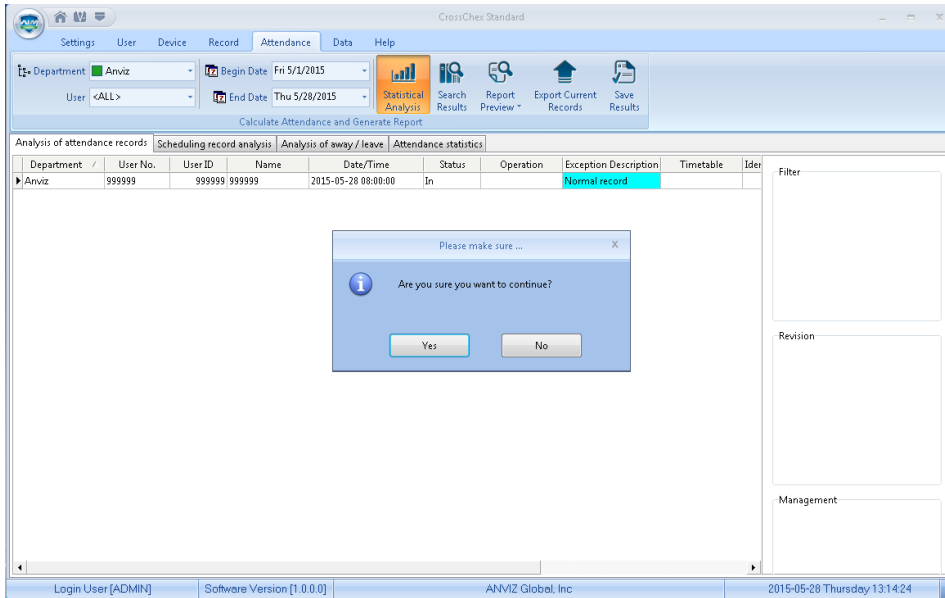 CrossChex Standard
Settings User Device Record Attendance Data Help
Department Anviz Begin Date Fri 5/1/2015
User <ALL> End Date Thu 5/28/2015
Statistical Analysis
Search Results
Report Preview
Export Current Records
Save Results
Calculate Attendance and Generate Report
Analysis of attendance records Scheduling record analysis Analysis of away / leave Attendance statistics
Department User No. User ID Name Date/Time Status Operation Exception Description Timetable Iden
Anviz 999999 999999 999999 2015-05-28 08:00:00 In Normal record
Filter
Please make sure ...
Are you sure you want to continue?
Yes No
Revision
Management
Login User [ADMIN] Software Version [1.0.0.0] ANVIZ Global, Inc 2015-05-28 Thursday 13:14:24